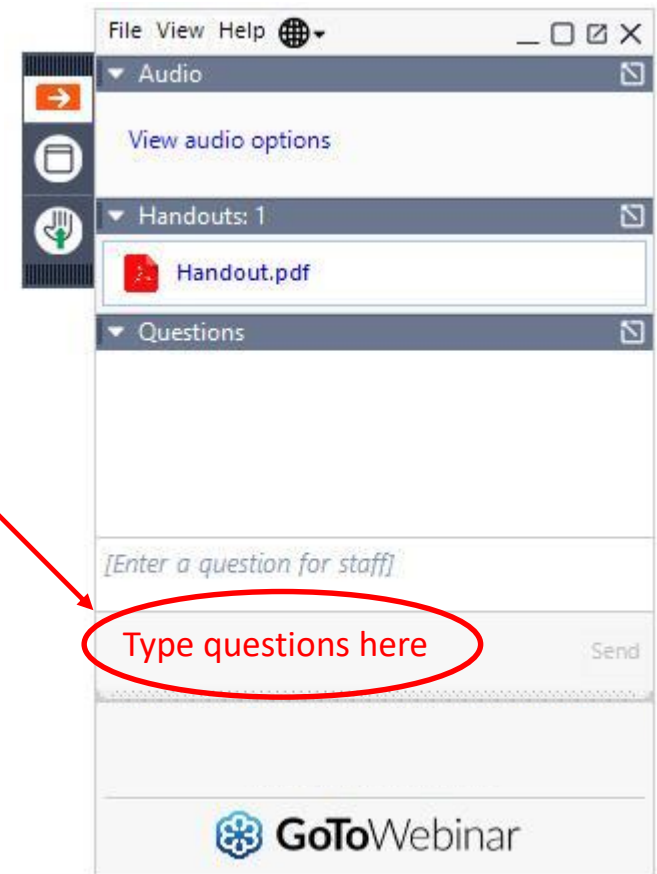 File View Help
Audio
View audio options
Handouts: 1
Handout.pdf
Questions
[Enter a question for staff]
Type questions here
Send
GoToWebinar